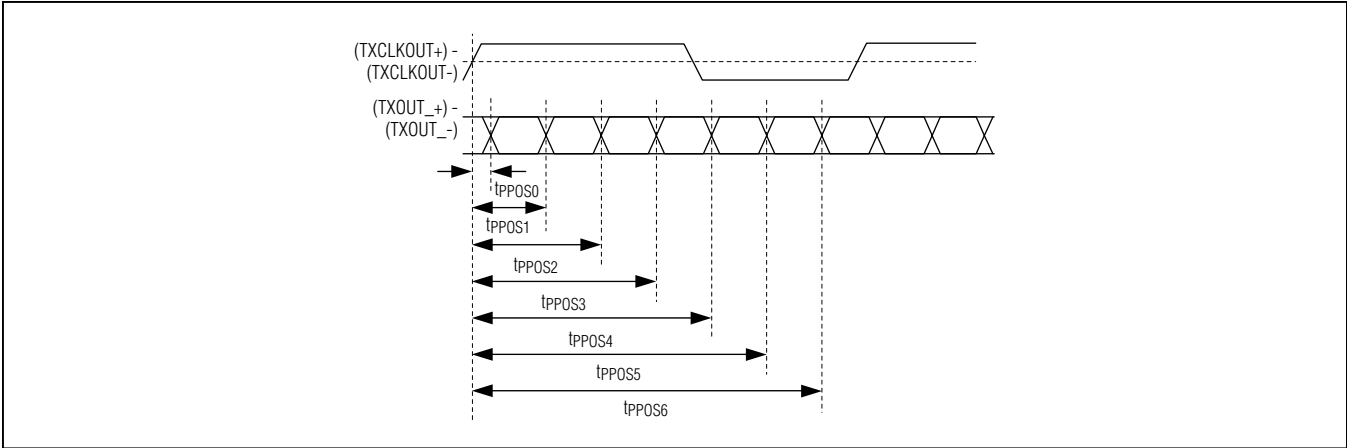 (TXCLKOUT+) -
(TXCLKOUT-)
(TXOUT_+) -
(TXOUT_-)
tPPOS0
tPPOS1
tPPOS2
tPPOS3
tPPOS4
tPPOS5
tPPOS6